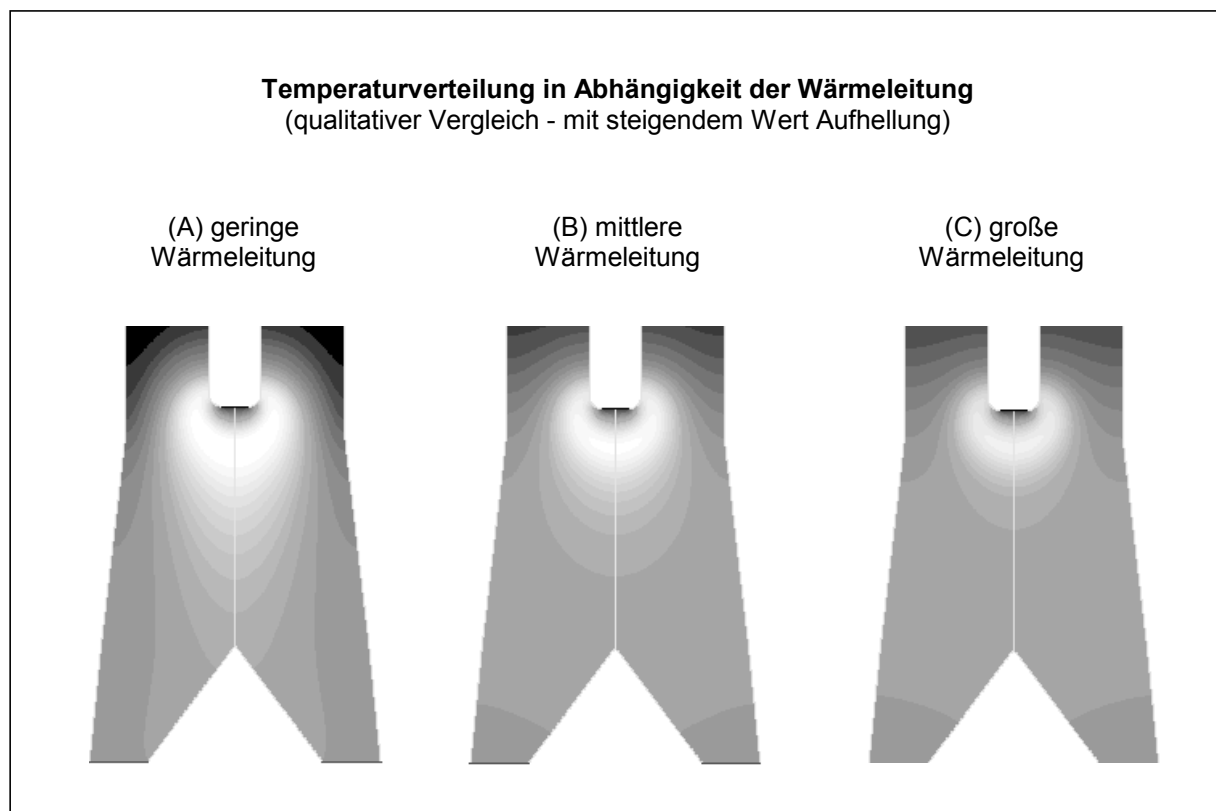 Temperaturverteilung in Abhängigkeit der Wärmeleitung
(qualitativer Vergleich - mit steigendem Wert Aufhellung)
(A) geringe
Wärmeleitung
(B) mittlere
Wärmeleitung
(C) große
Wärmeleitung